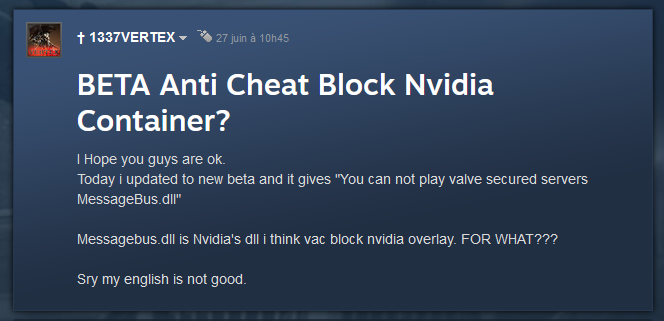 † 1337VERTEX 27 juin à 10h45
BETA Anti Cheat Block Nvidia
Container?
I Hope you guys are ok.
Today i updated to new beta and it gives "You can not play valve secured servers
MessageBus.dll"
Messagebus.dll is Nvidia's dll i think vac block nvidia overlay. FOR WHAT???
Sry my english is not good.